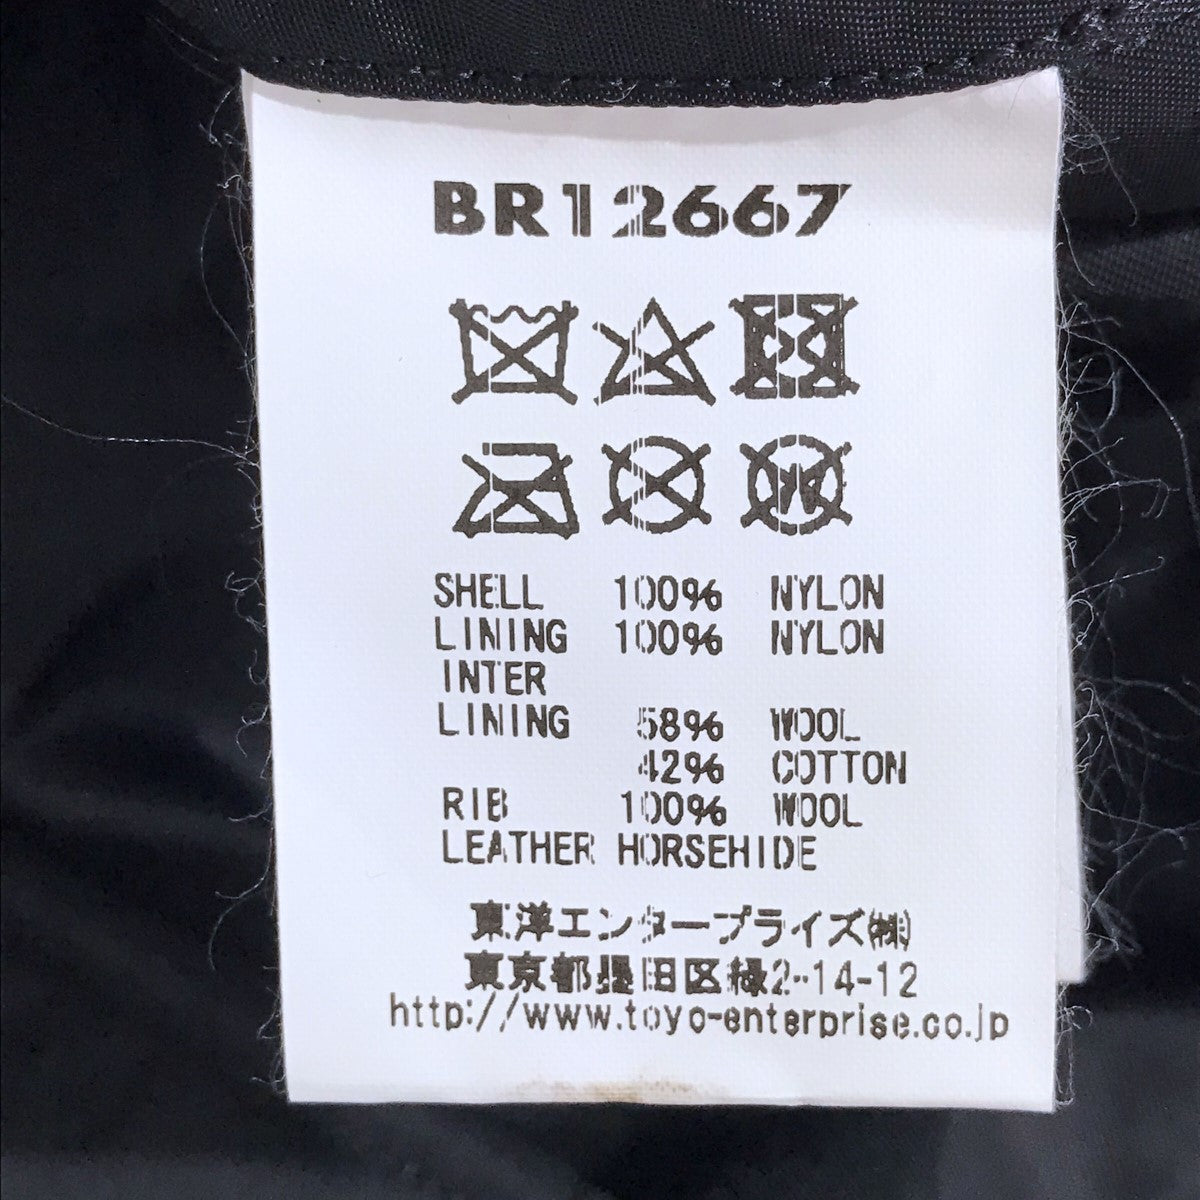 BR12667
SHELL 100% NYLON
LINING 100% NYLON
INTER
LINING 58% WOOL
42% COTTON
RIB 100% WOOL
LEATHER HORSEHIDE
東洋エンタープライズ㈱
東京都墨田区緑2-14-12
http://www.toyo-enterprise.co.jp